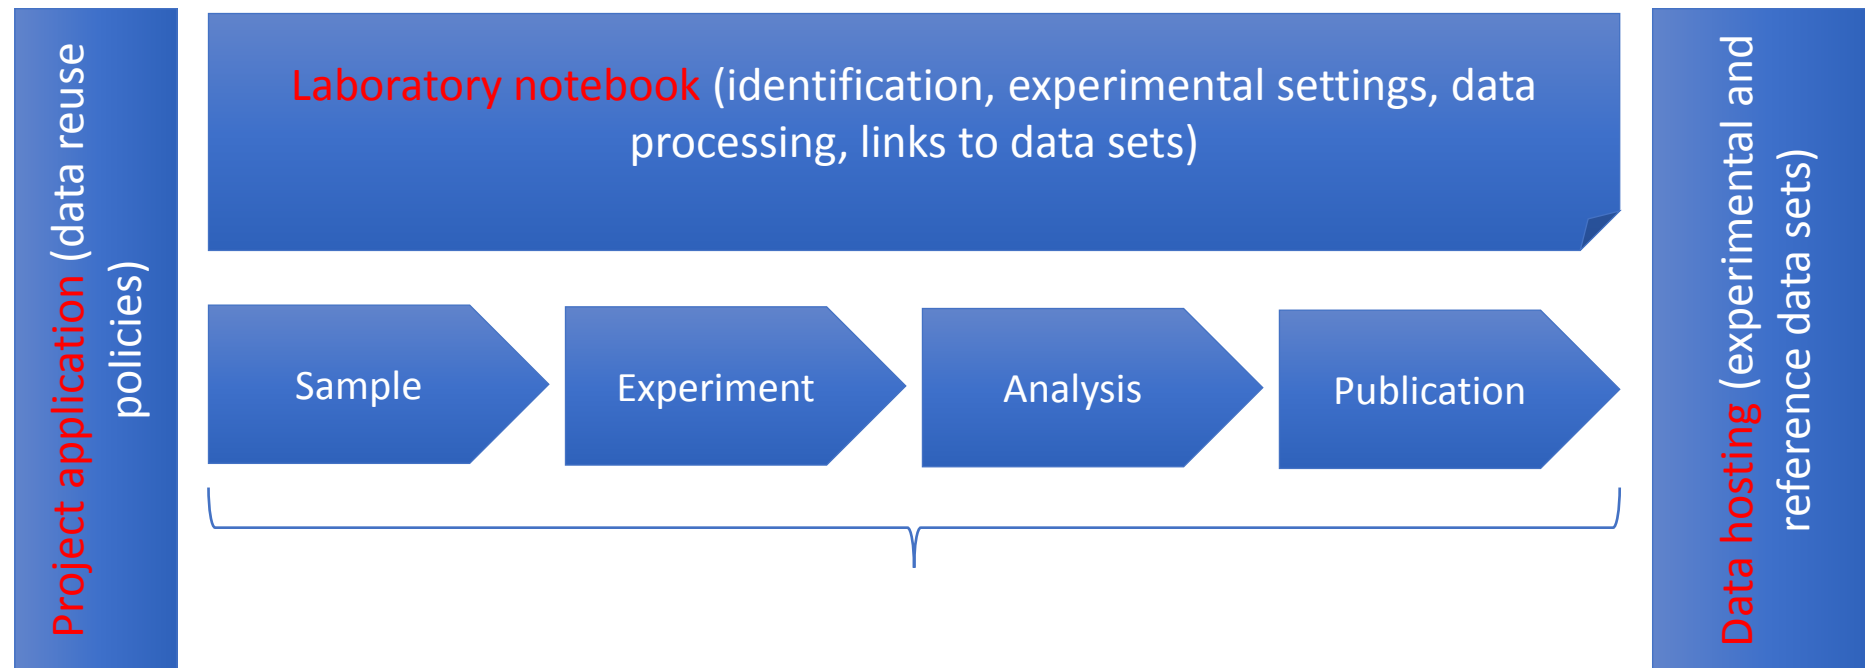 Project application (data reuse
policies)
Laboratory notebook (identification, experimental settings, data
processing, links to data sets)
Sample
Experiment
Analysis
Publication
Data hosting (experimental and
reference data sets)